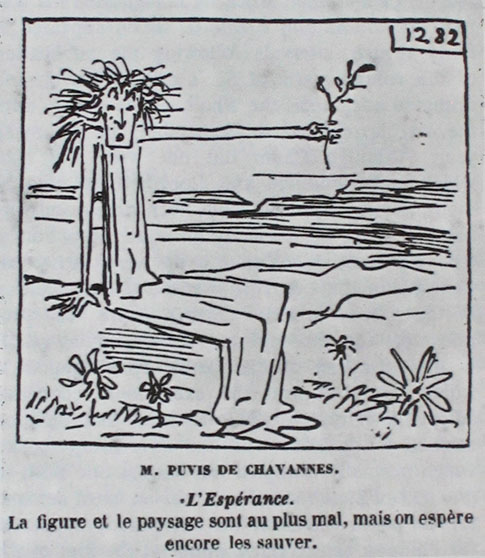 1282
M. PUVIS DE CHAVANNES.
L'Espérance.
La figure et le paysage sont au plus mal, mais on espère
encore les sauver.